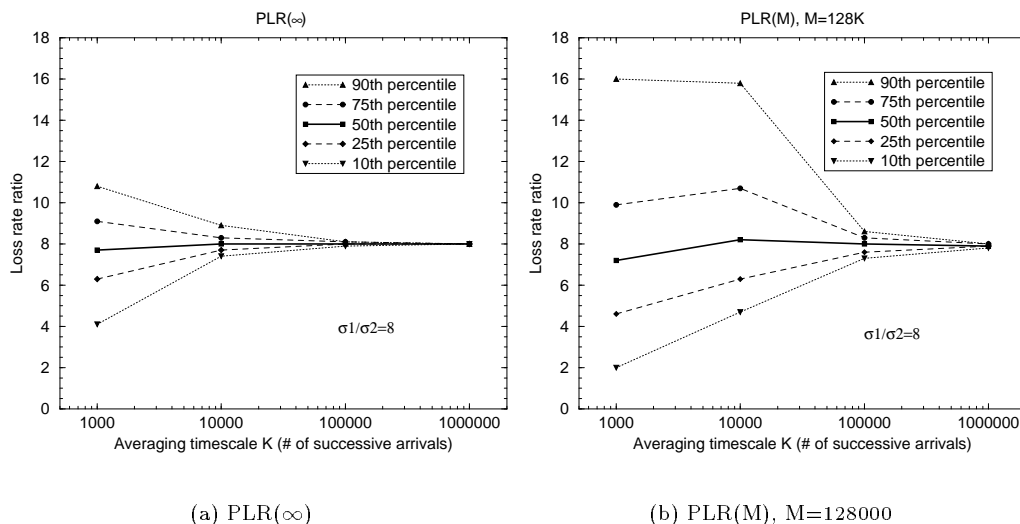 PLR(∞)
18
16
14
12
10
8
6
4
2
0
Loss rate ratio
90th percentile
75th percentile
50th percentile
25th percentile
10th percentile
σ1/σ2=8
1000
10000
100000
1000000
Averaging timescale K (# of successive arrivals)
(a) PLR(∞)
PLR(M), M=128K
18
16
14
12
10
8
6
4
2
0
Loss rate ratio
90th percentile
75th percentile
50th percentile
25th percentile
10th percentile
σ1/σ2=8
1000
10000
100000
1000000
Averaging timescale K (# of successive arrivals)
(b) PLR(M), M=128000